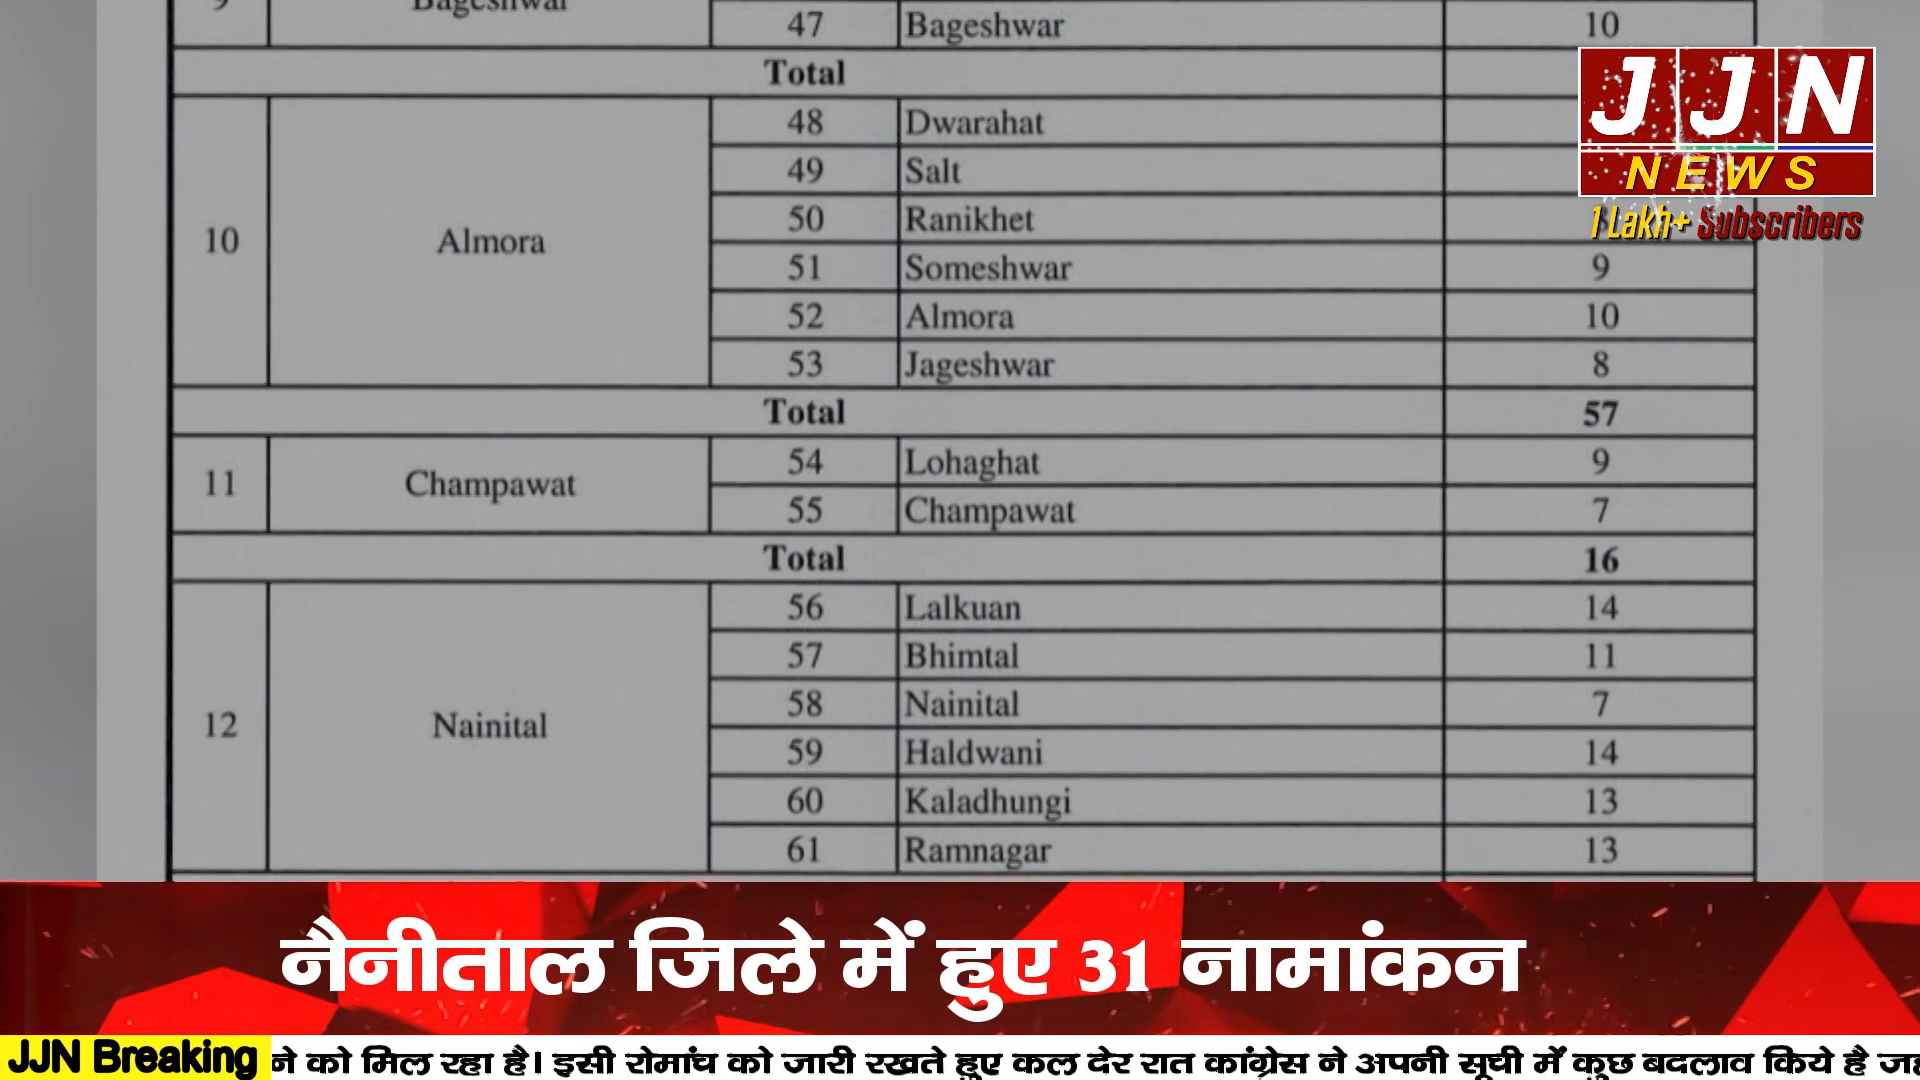 47 Bageshwar 10
Total
10 Almora
48 Dwarahat
49 Salt
50 Ranikhet
51 Someshwar 9
52 Almora 10
53 Jageshwar 8
Total 57
11 Champawat
54 Lohaghat 9
55 Champawat 7
Total 16
12 Nainital
56 Lalkuan 14
57 Bhimtal 11
58 Nainital 7
59 Haldwani 14
60 Kaladhungi 13
61 Ramnagar 13
JJN
NEWS
1 Lakh+ Subscribers
नैनीताल जिले में हुए 31 नामांकन
JJN Breaking
को मिल रहा है। इसी रोमांच को जारी रखते हुए कल देर रात कांग्रेस ने अपनी सूची में कुछ बदलाव किये है